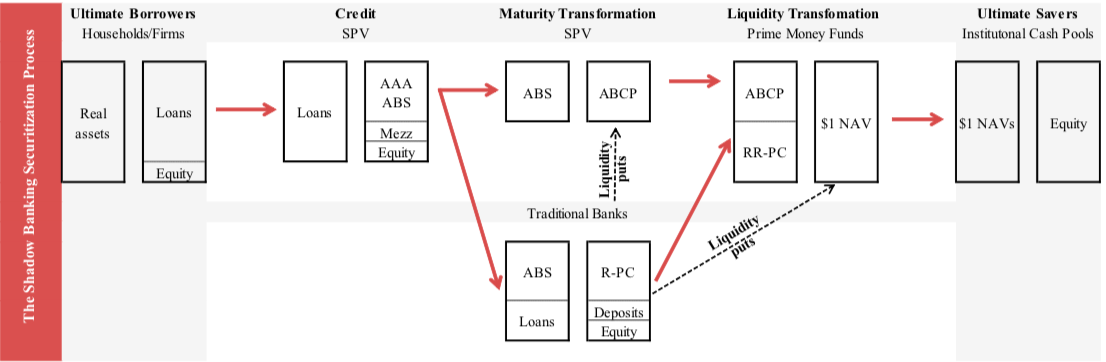 The Shadow Banking Securitization Process
Ultimate Borrowers
Households/Firms
Credit
SPV
Maturity Transformation
SPV
Liquidity Transfomation
Prime Money Funds
Ultimate Savers
Institutonal Cash Pools
Real
assets
Loans
Equity
Loans
AAA
ABS
Mezz
Equity
ABS
ABCP
ABCP
RR-PC
$1 NAV
$1 NAVs
Equity
Liquidity
puts
Traditional Banks
ABS
Loans
R-PC
Deposits
Equity
Liquidity
puts